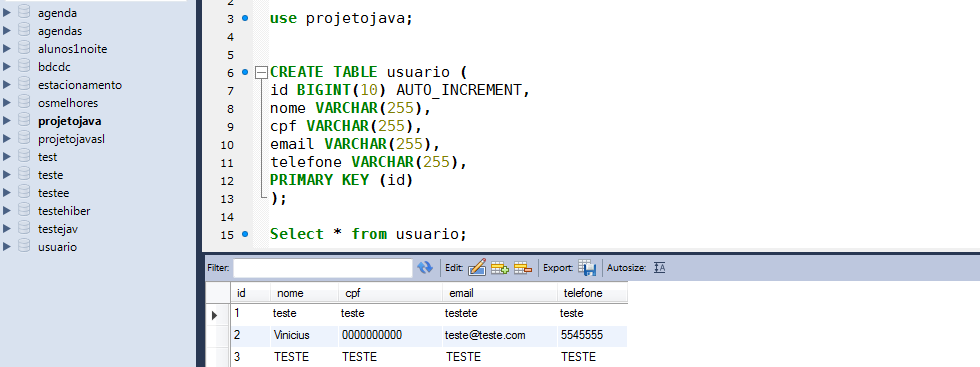 agenda
agendas
alunos1noite
bdcdc
estacionamento
osmelhores
projetojava
projetojavasl
test
teste
testee
testehiber
testejav
usuario
2
3 use projetojava;
4
5
6 CREATE TABLE usuario (
7 id BIGINT(10) AUTO_INCREMENT,
8 nome VARCHAR(255),
9 cpf VARCHAR(255),
10 email VARCHAR(255),
11 telefone VARCHAR(255),
12 PRIMARY KEY (id)
13 );
14
15 Select * from usuario;
Filter: Edit: Export: Autosize:
id nome cpf email telefone
1 teste teste testete teste
2 Vinicius 0000000000 teste@teste.com 5545555
3 TESTE TESTE TESTE TESTE